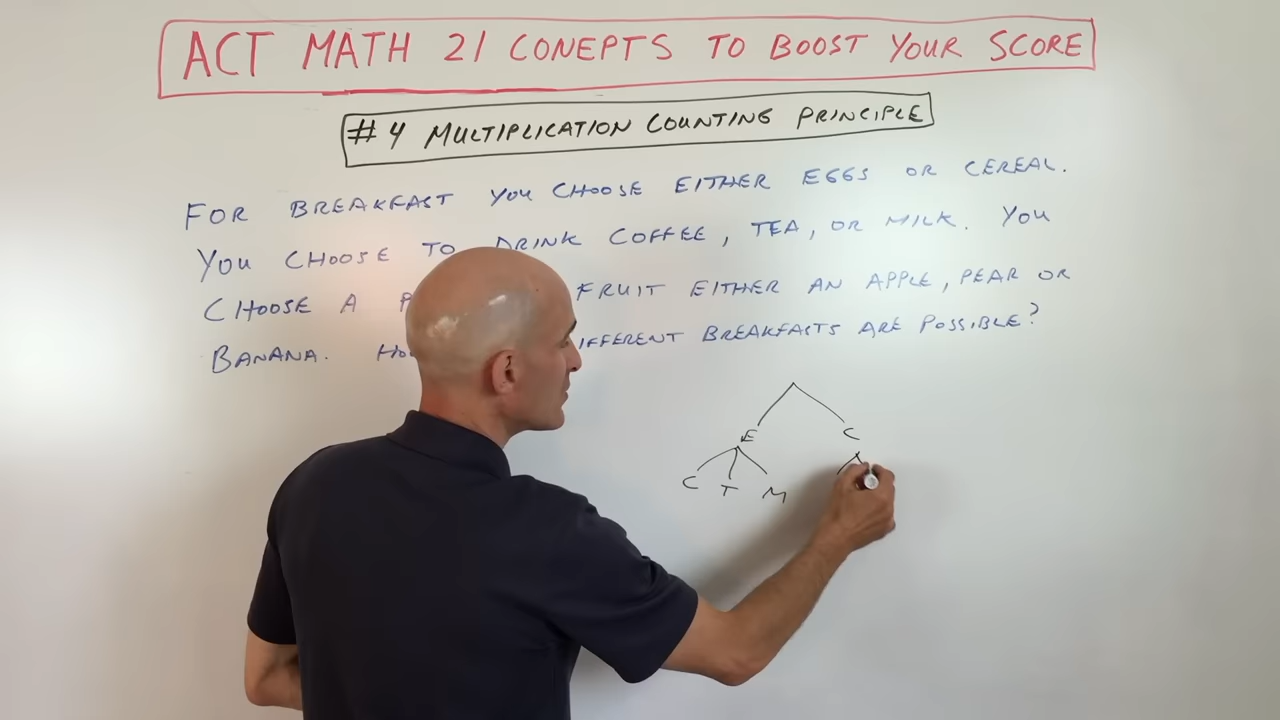 ACT MATH 21 CONEPTS TO BOOST YOUR SCORE
#4 MULTIPLICATION COUNTING PRINCIPLE
FOR BREAKFAST YOU CHOOSE EITHER EGGS OR CEREAL.
YOU CHOOSE TO DRINK COFFEE, TEA, OR MILK. YOU
CHOOSE A FRUIT EITHER AN APPLE, PEAR OR
BANANA. DIFFERENT BREAKFASTS ARE POSSIBLE?
E C
C T M